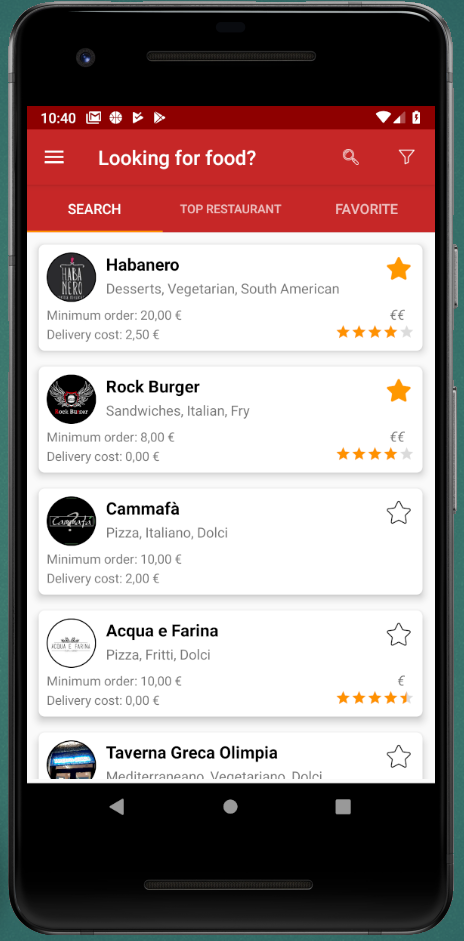 10:40
Looking for food?
SEARCH
TOP RESTAURANT
FAVORITE
HABA
NERO
Habanero
Desserts, Vegetarian, South American
Minimum order: 20,00 €
€€
Delivery cost: 2,50 €
Rock Burger
Rock Burger
Sandwiches, Italian, Fry
Minimum order: 8,00 €
€€
Delivery cost: 0,00 €
Cammafà
Cammafà
Pizza, Italiano, Dolci
Minimum order: 10,00 €
Delivery cost: 2,00 €
ACQUA E FARINA
Acqua e Farina
Pizza, Fritti, Dolci
Minimum order: 10,00 €
€
Delivery cost: 0,00 €
Taverna Greca Olimpia
Mediterraneano, Vegetariano, Dolci